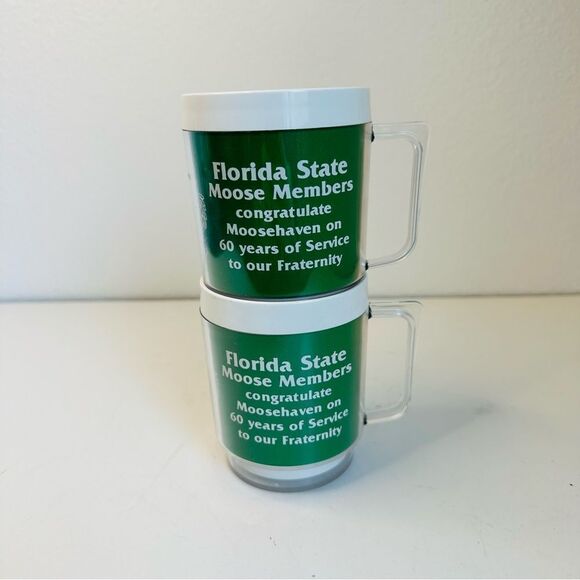 Florida State
Moose Members
congratulate
Moosehaven on
60 years of Service
to our Fraternity
Florida State
Moose Members
congratulate
Moosehaven on
60 years of Service
to our Fraternity